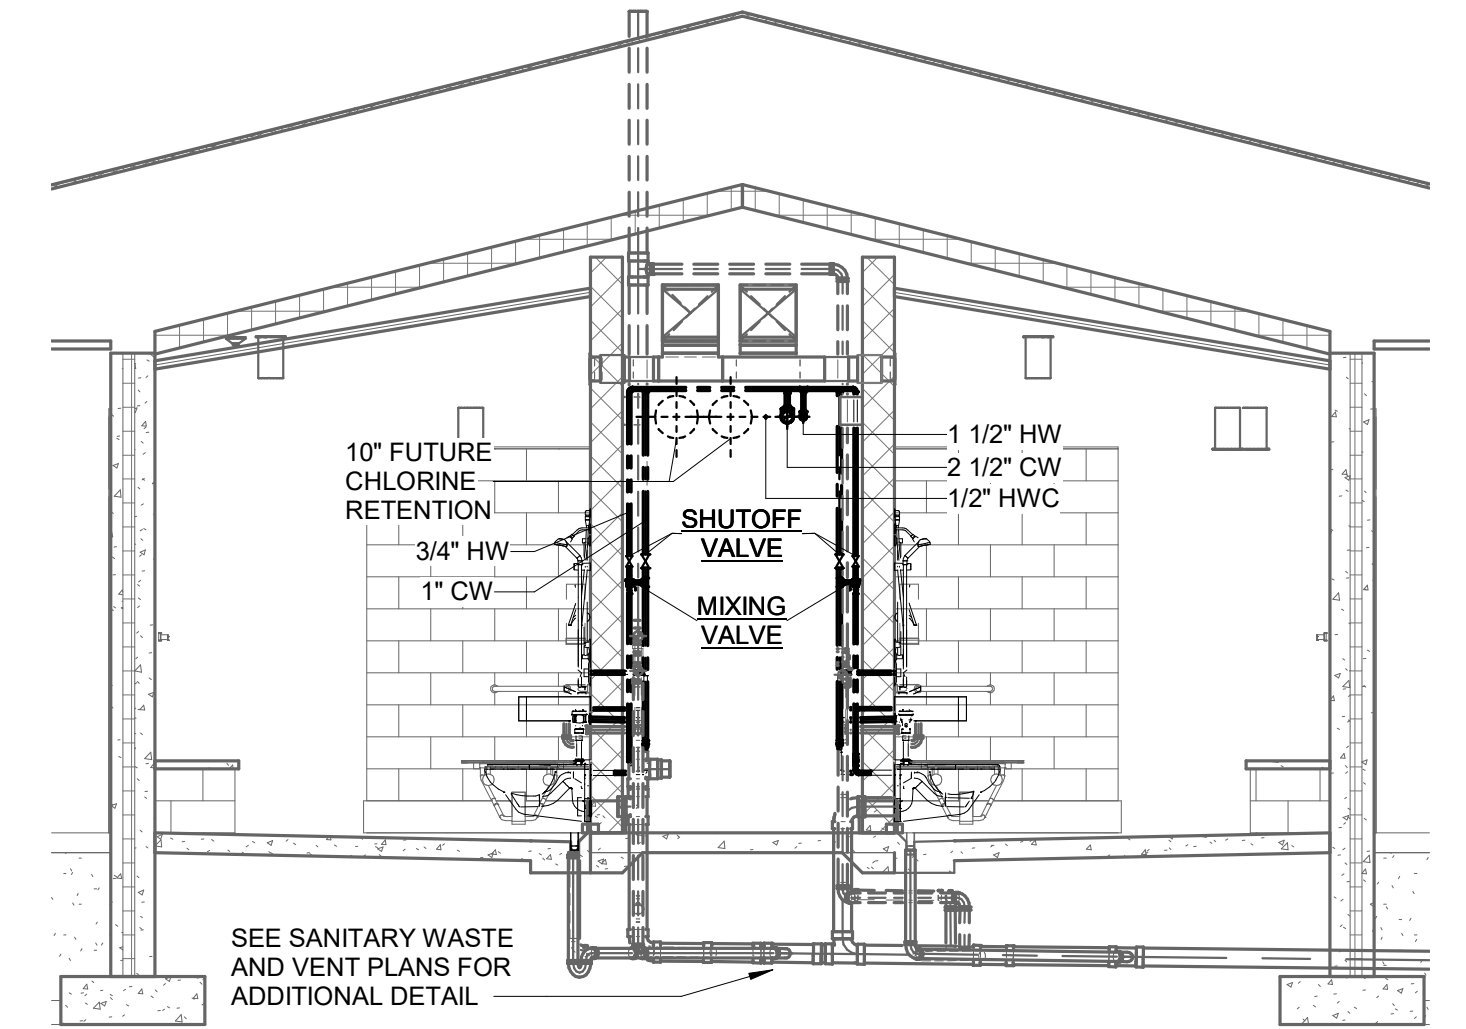 10" FUTURE
CHLORINE
RETENTION
3/4" HW
1" CW
SHUTOFF
VALVE
MIXING
VALVE
1 1/2" HW
2 1/2" CW
1/2" HWC
SEE SANITARY WASTE
AND VENT PLANS FOR
ADDITIONAL DETAIL